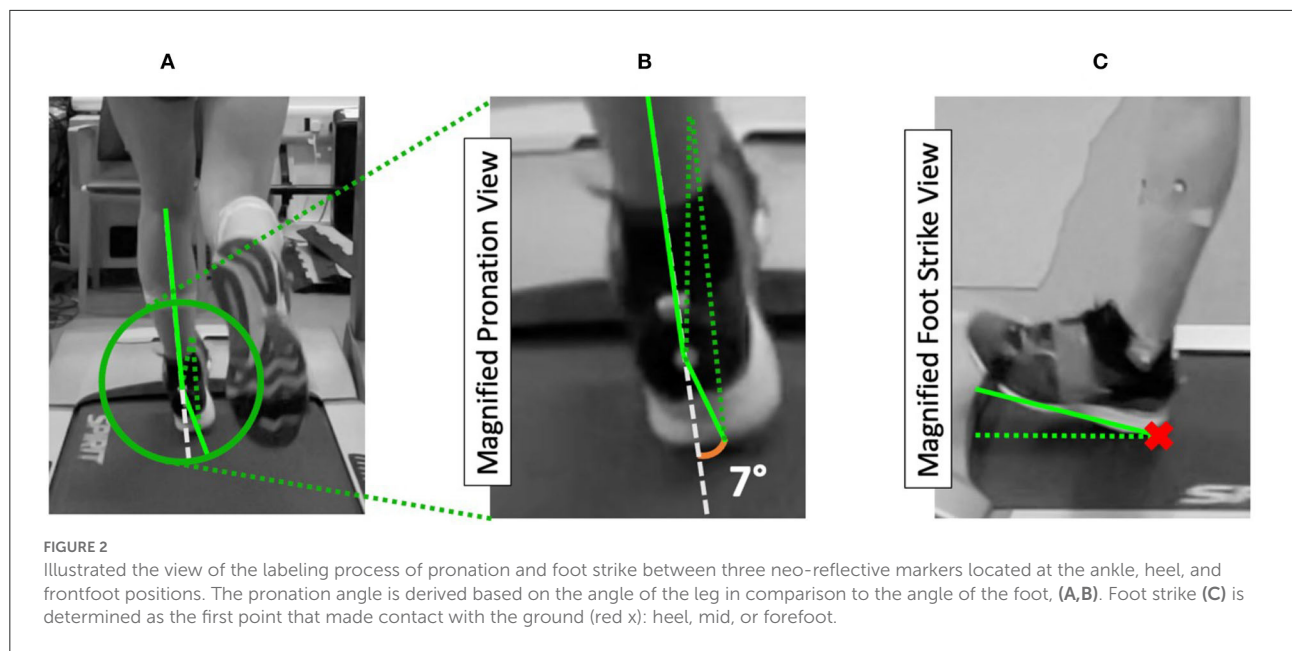 A
B
C
Magnified Pronation View
Magnified Foot Strike View
SPIRIT
7°
FIGURE 2
Illustrated the view of the labeling process of pronation and foot strike between three neo-reflective markers located at the ankle, heel, and
frontfoot positions. The pronation angle is derived based on the angle of the leg in comparison to the angle of the foot, (A,B). Foot strike (C) is
determined as the first point that made contact with the ground (red x): heel, mid, or forefoot.